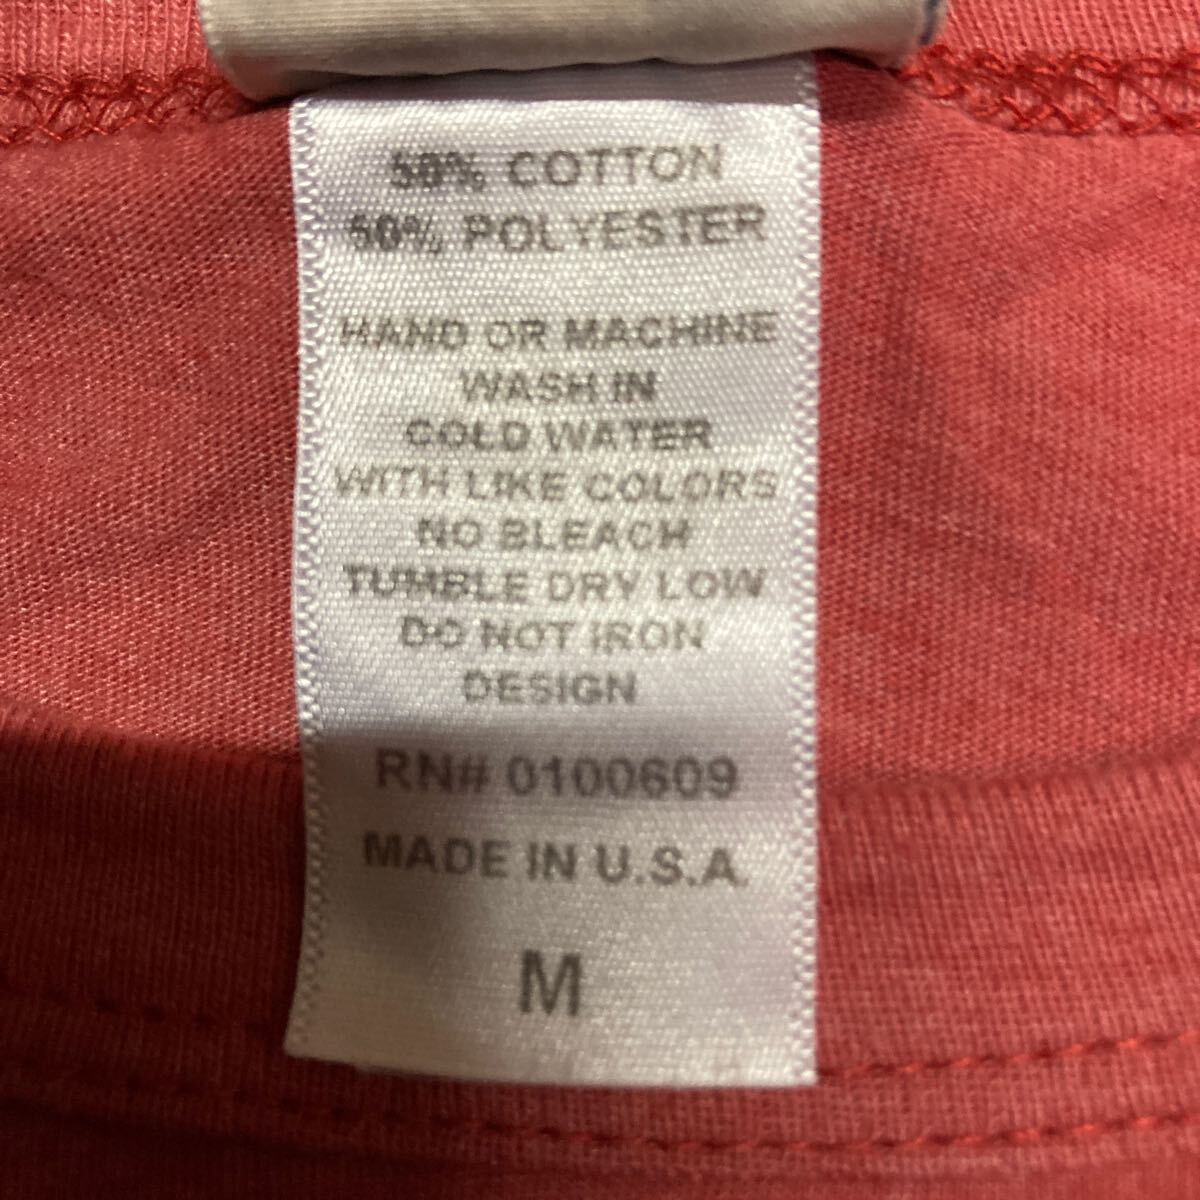 50% COTTON
50% POLYESTER
HAND OR MACHINE
WASH IN
COLD WATER
WITH LIKE COLORS
NO BLEACH
TUMBLE DRY LOW
DO NOT IRON
DESIGN
RN# 0100609
MADE IN U.S.A.
M